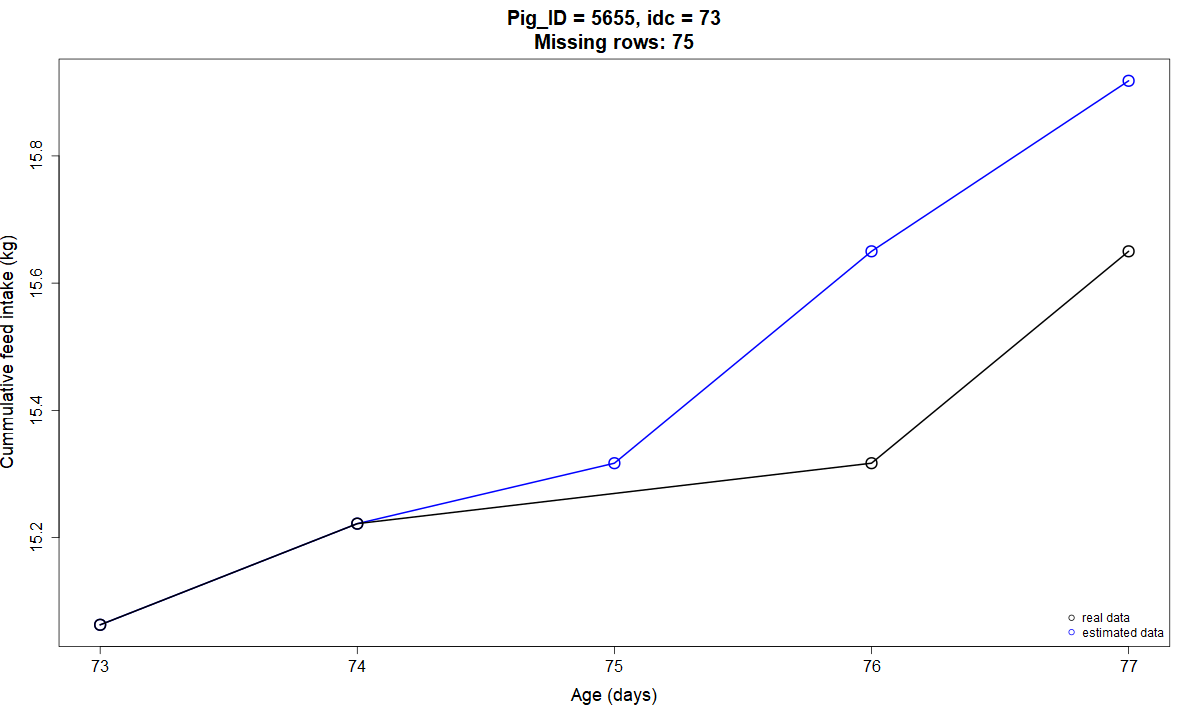 Pig_ID = 5655, idc = 73
Missing rows: 75
Cummulative feed intake (kg)
15.8
15.6
15.4
15.2
73 74 75 76 77
Age (days)
real data
estimated data